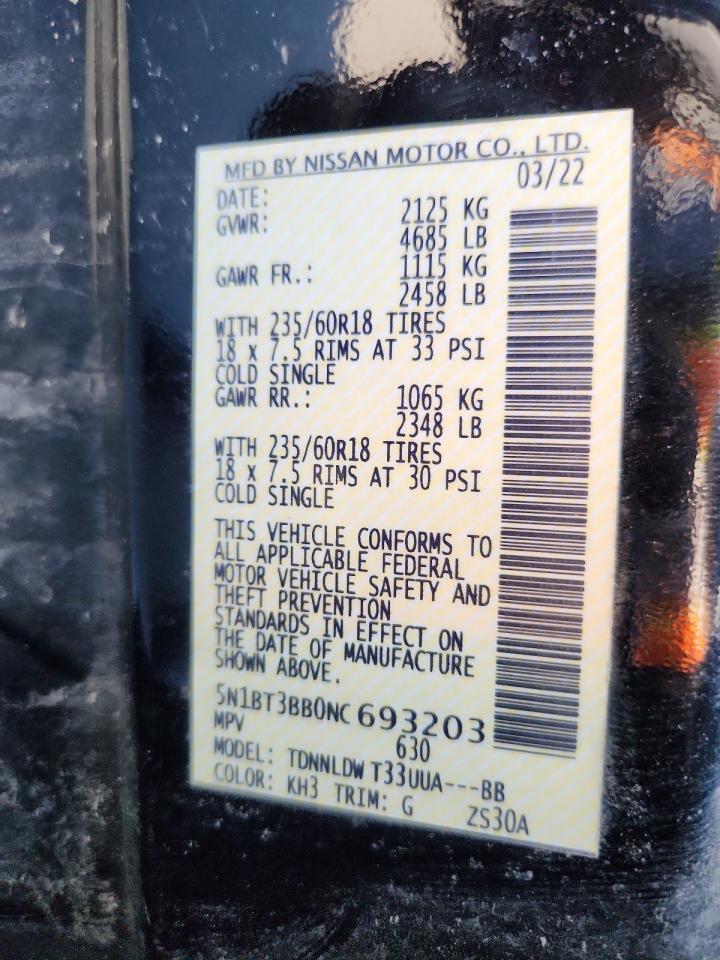 MFD BY NISSAN MOTOR CO., LTD.
DATE: 03/22
GVWR: 2125 KG
4685 LB
GAWR FR.: 1115 KG
2458 LB
WITH 235/60R18 TIRES
18 x 7.5 RIMS AT 33 PSI
COLD SINGLE
GAWR RR.: 1065 KG
2348 LB
WITH 235/60R18 TIRES
18 x 7.5 RIMS AT 30 PSI
COLD SINGLE
THIS VEHICLE CONFORMS TO
ALL APPLICABLE FEDERAL
MOTOR VEHICLE SAFETY AND
THEFT PREVENTION
STANDARDS IN EFFECT ON
THE DATE OF MANUFACTURE
SHOWN ABOVE.
5N1BT3BB0NC 693203
MPV 630
MODEL: TDNNLDW T33UUA---BB
COLOR: KH3 TRIM: G ZS30A